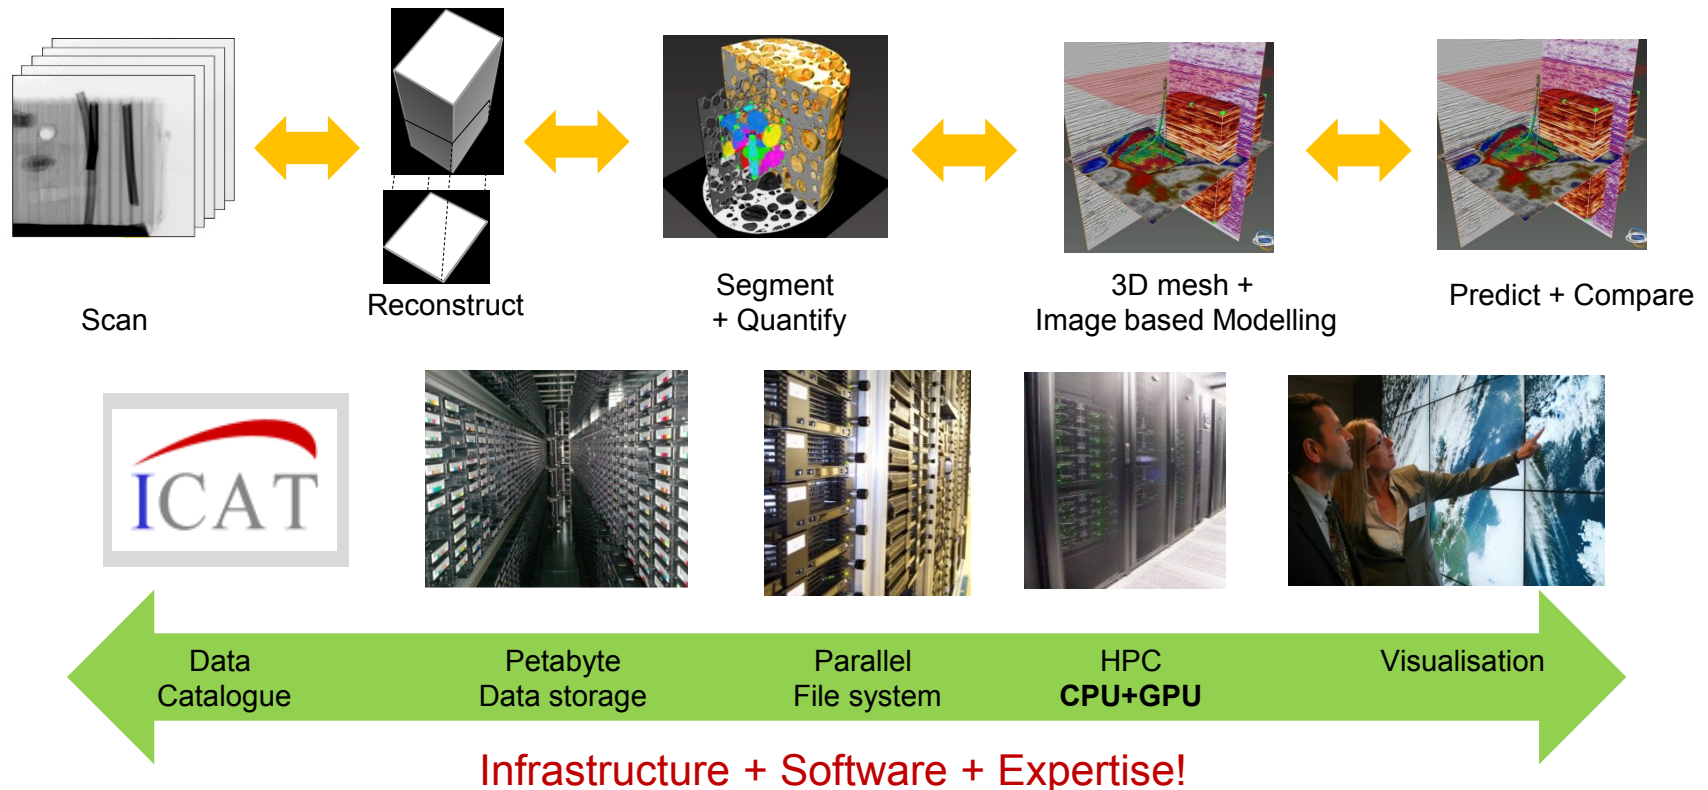 Scan
Reconstruct
Segment
+ Quantify
3D mesh +
Image based Modelling
Predict + Compare
ICAT
Data
Catalogue
Petabyte
Data storage
Parallel
File system
HPC
CPU+GPU
Visualisation
Infrastructure + Software + Expertise!